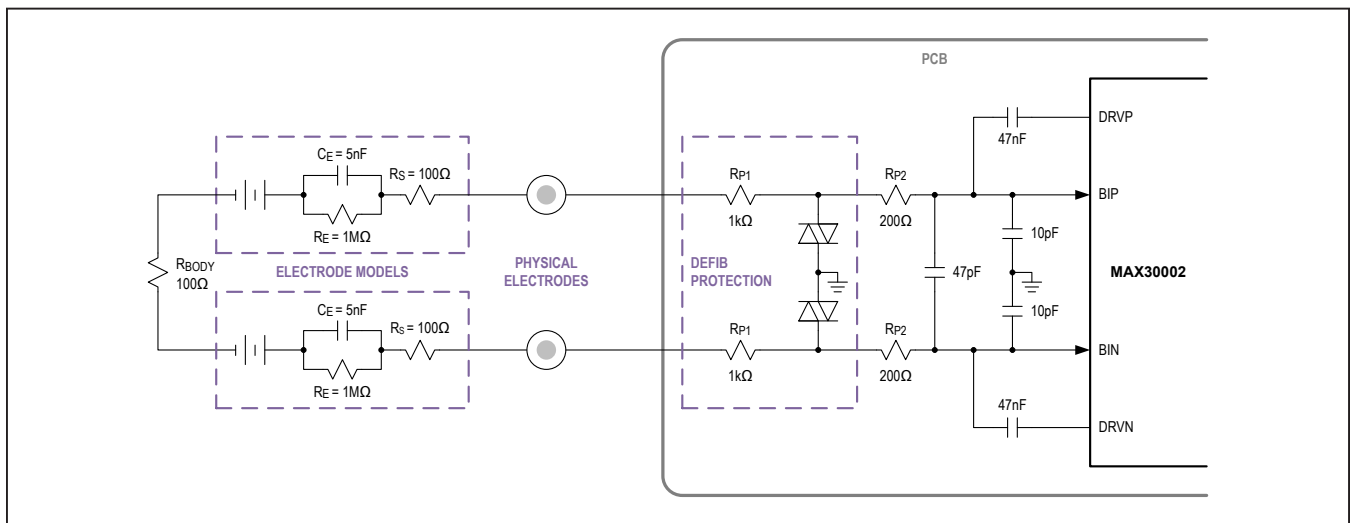 PCB
DRVP
47nF
CE = 5nF
RS = 100Ω
RP1
RP2
BIP
1kΩ
200Ω
10pF
RE = 1MΩ
RBODY
100Ω
ELECTRODE MODELS
PHYSICAL
ELECTRODES
DEFIB
PROTECTION
47pF
MAX30002
CE = 5nF
RS = 100Ω
10pF
RP1
RP2
BIN
1kΩ
200Ω
RE = 1MΩ
47nF
DRVN